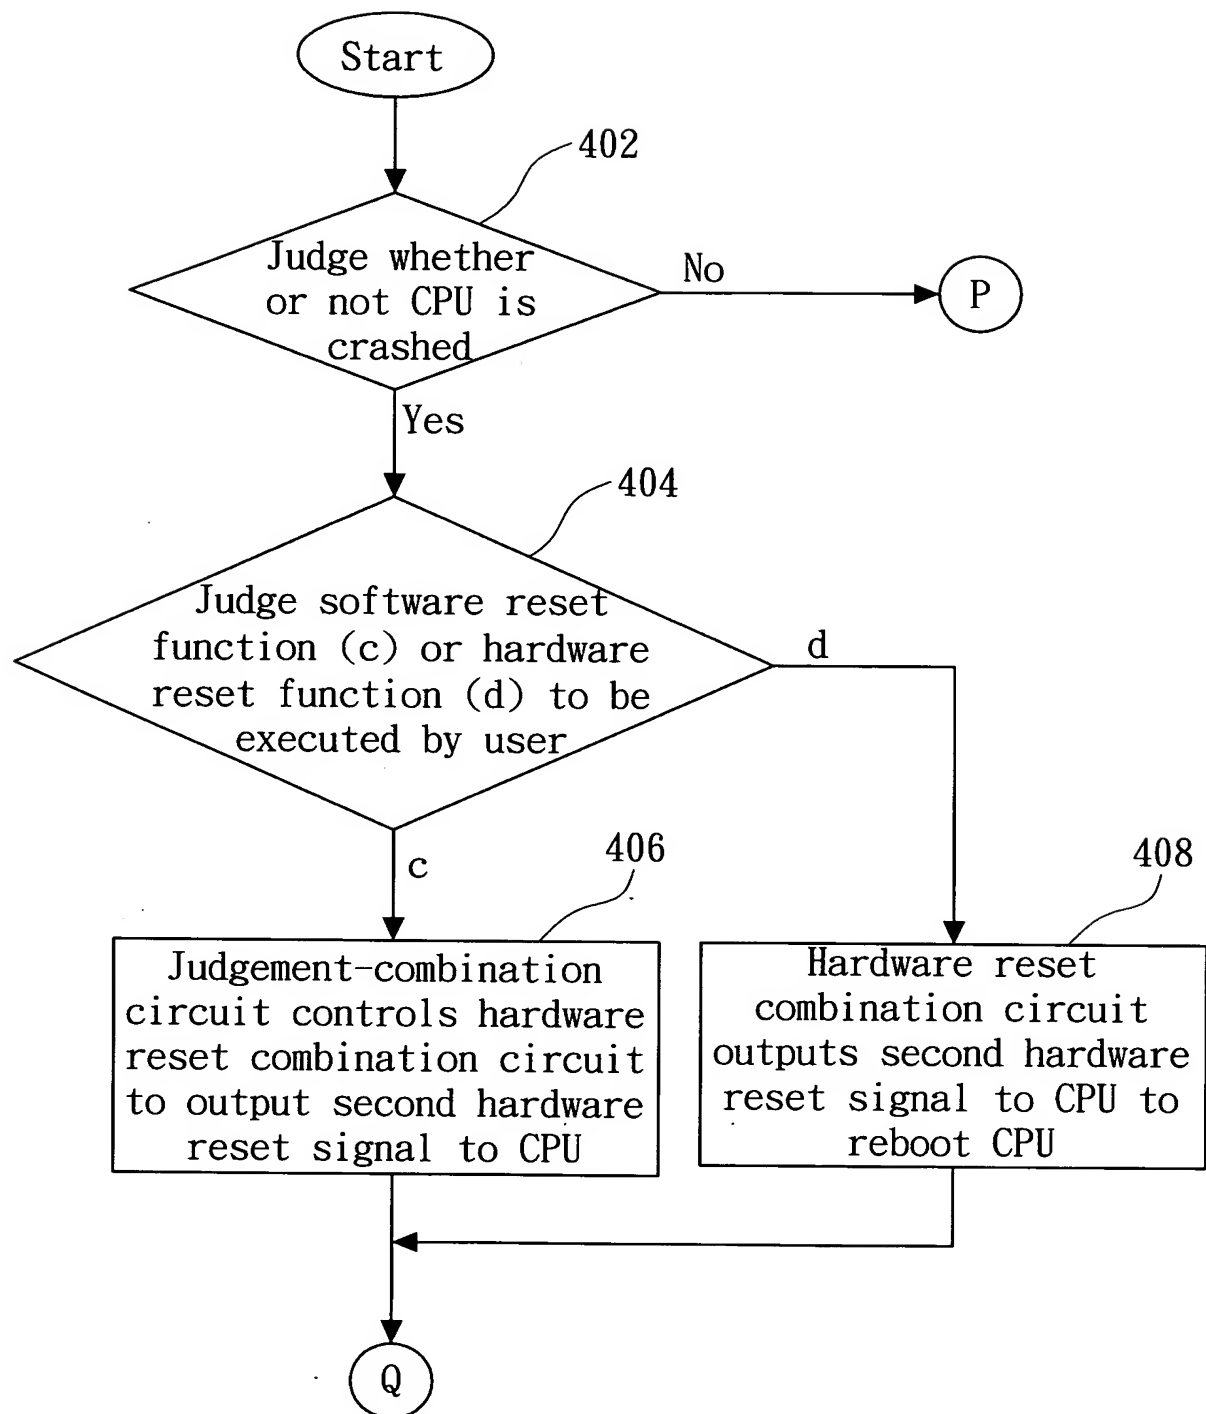 Start
402
Judge whether
or not CPU is
crashed
No
P
Yes
404
Judge software reset
function (c) or hardware
reset function (d) to be
executed by user
d
c
406
408
Judgement-combination
circuit controls hardware
reset combination circuit
to output second hardware
reset signal to CPU
Hardware reset
combination circuit
outputs second hardware
reset signal to CPU to
reboot CPU
Q